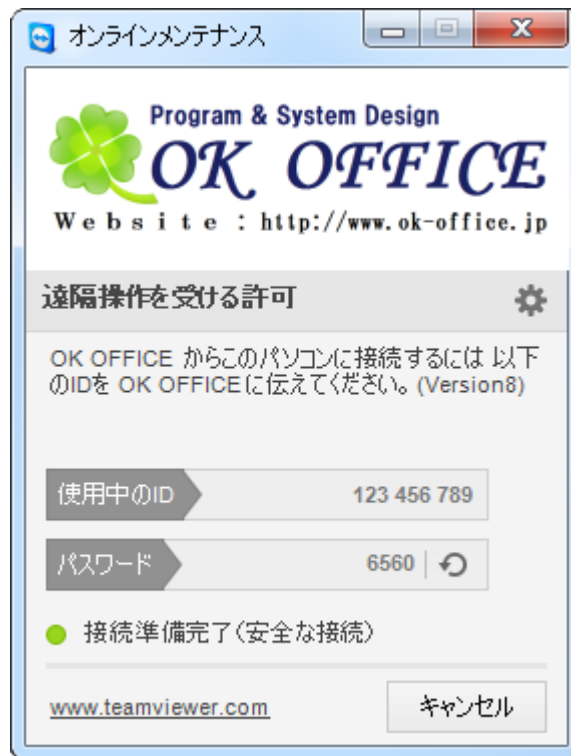 オンラインメンテナンス
Program & System Design
OK OFFICE
Website : http://www.ok-office.jp
遠隔操作を受ける許可
OK OFFICE からこのパソコンに接続するには 以下
のIDを OK OFFICEに伝えてください。(Version8)
使用中のID 123 456 789
パスワード 6560
接続準備完了(安全な接続)
www.teamviewer.com キャンセル